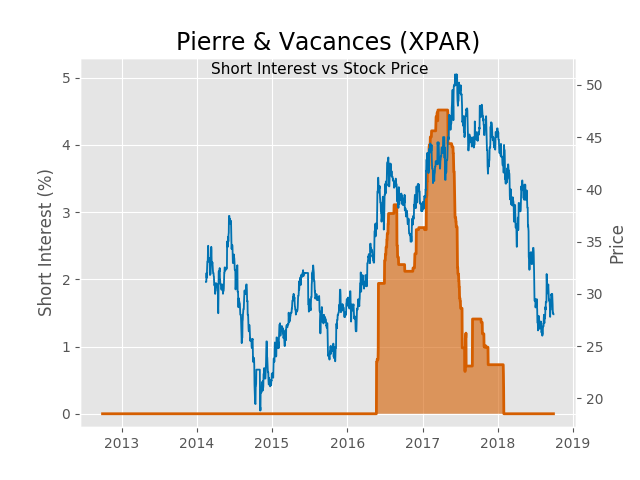 Pierre & Vacances (XPAR)
Short Interest vs Stock Price
Short Interest (%)
5
4
3
2
1
0
50
45
40
35
30
25
20
Price
2013 2014 2015 2016 2017 2018 2019